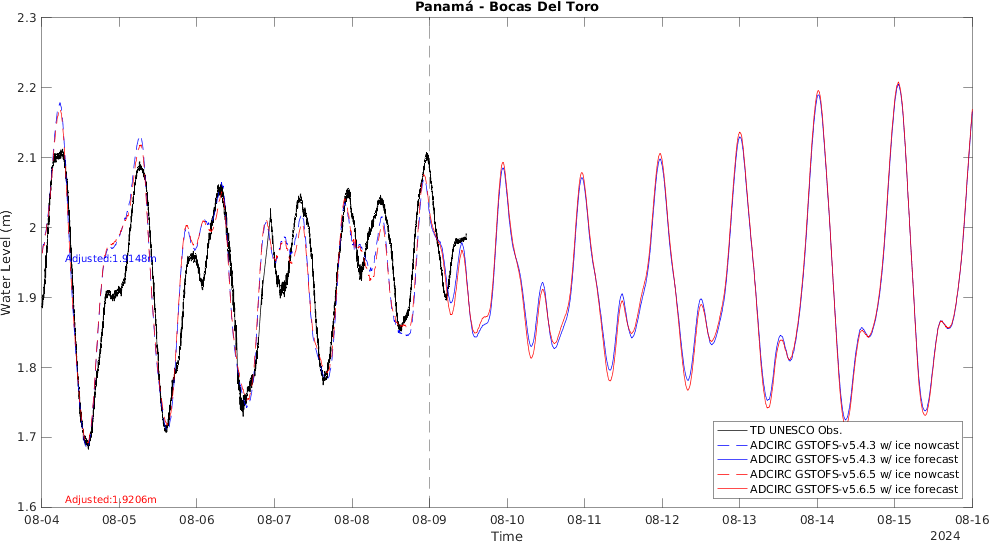 Panamá - Bocas Del Toro
2.3
2.2
2.1
2
1.9
1.8
1.7
1.6
Water Level (m)
Adjusted:1.9148m
Adjusted:1.9206m
TD UNESCO Obs.
ADCIRC GSTOFS-v5.4.3 w/ ice nowcast
ADCIRC GSTOFS-v5.4.3 w/ ice forecast
ADCIRC GSTOFS-v5.6.5 w/ ice nowcast
ADCIRC GSTOFS-v5.6.5 w/ ice forecast
08-04 08-05 08-06 08-07 08-08 08-09 08-10 08-11 08-12 08-13 08-14 08-15 08-16
Time
2024